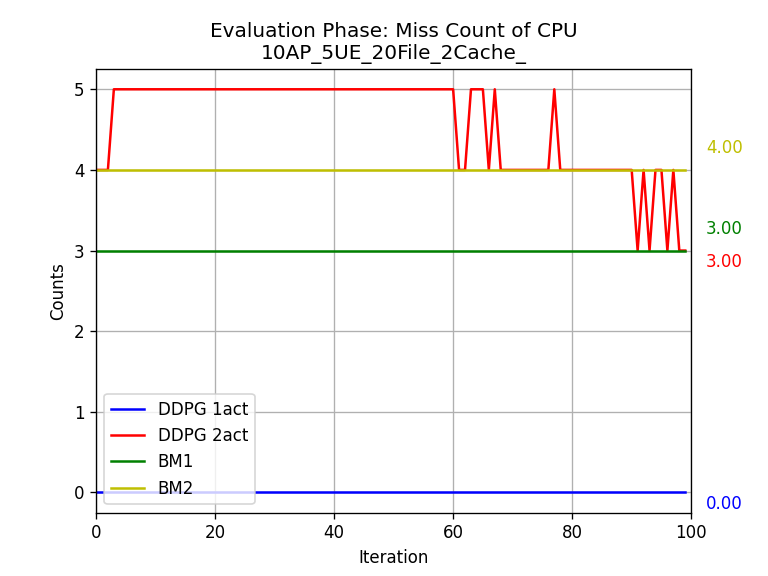 Evaluation Phase: Miss Count of CPU
10AP_5UE_20File_2Cache_
5
4
3
2
1
0
Counts
4.00
3.00
3.00
0.00
DDPG 1act
DDPG 2act
BM1
BM2
0
20
40
60
80
100
Iteration